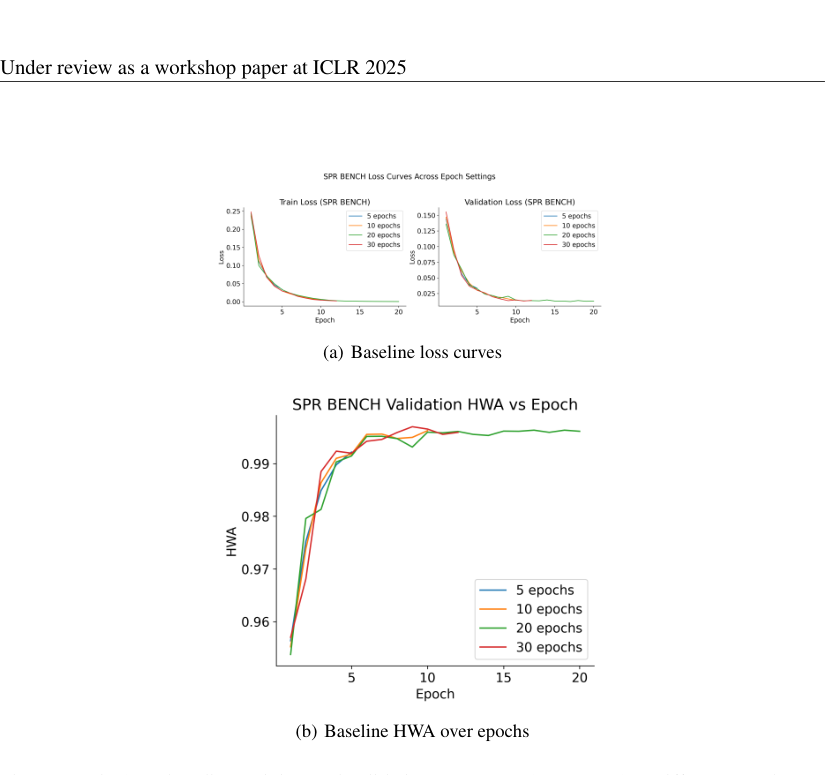 Under review as a workshop paper at ICLR 2025
SPR BENCH Loss Curves Across Epoch Settings
Train Loss (SPR BENCH)
0.25
0.20
0.15
0.10
0.05
0.00
Loss
5 epochs
10 epochs
20 epochs
30 epochs
5 10 15 20
Epoch
Validation Loss (SPR BENCH)
0.150
0.125
0.100
0.075
0.050
0.025
Loss
5 epochs
10 epochs
20 epochs
30 epochs
5 10 15 20
Epoch
(a) Baseline loss curves
SPR BENCH Validation HWA vs Epoch
0.99
0.98
0.97
0.96
HWA
5 epochs
10 epochs
20 epochs
30 epochs
5 10 15 20
Epoch
(b) Baseline HWA over epochs